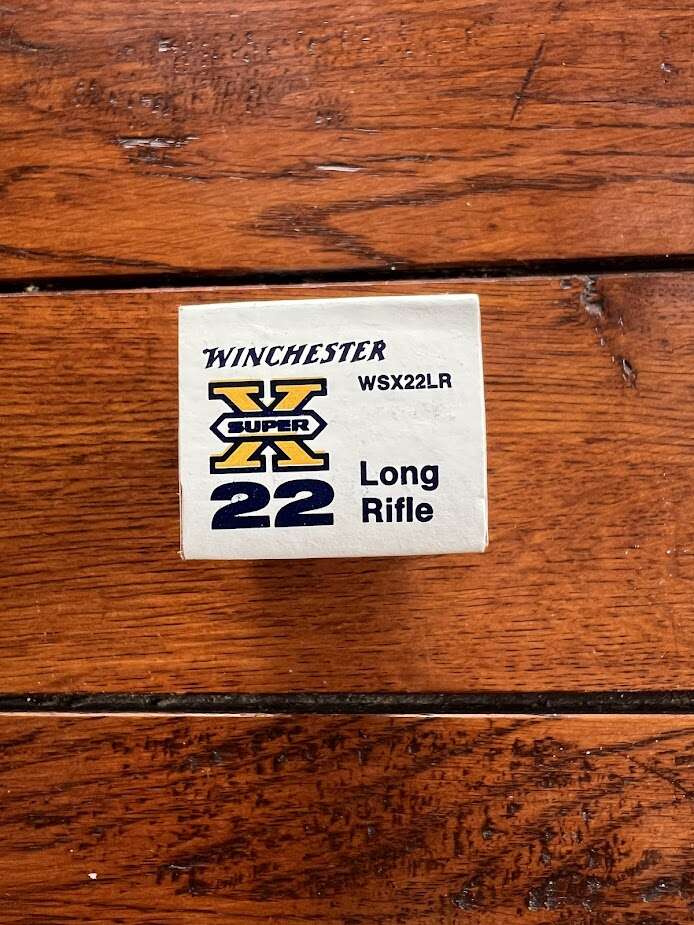 WINCHESTER
WSX22LR
SUPER
X
22
Long
Rifle